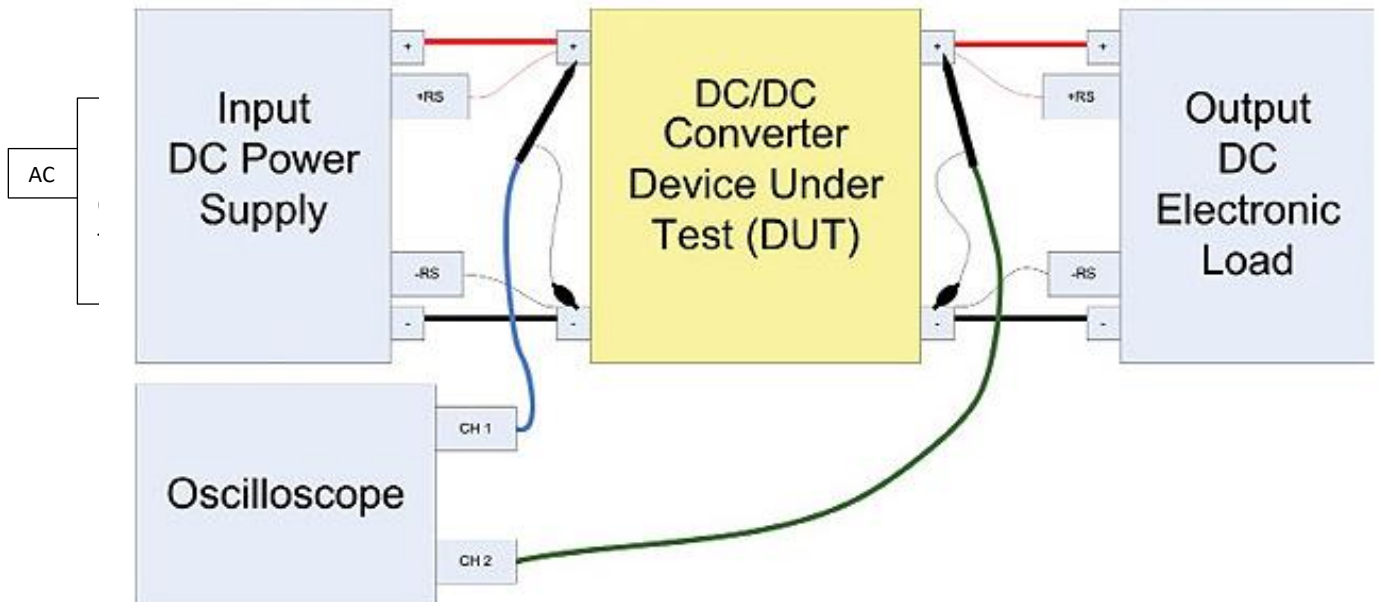 AC
Input
DC Power
Supply
+
+RS
-RS
-
+
-
DC/DC
Converter
Device Under
Test (DUT)
+
-
+
+RS
-RS
-
Output
DC
Electronic
Load
Oscilloscope
CH 1
CH 2